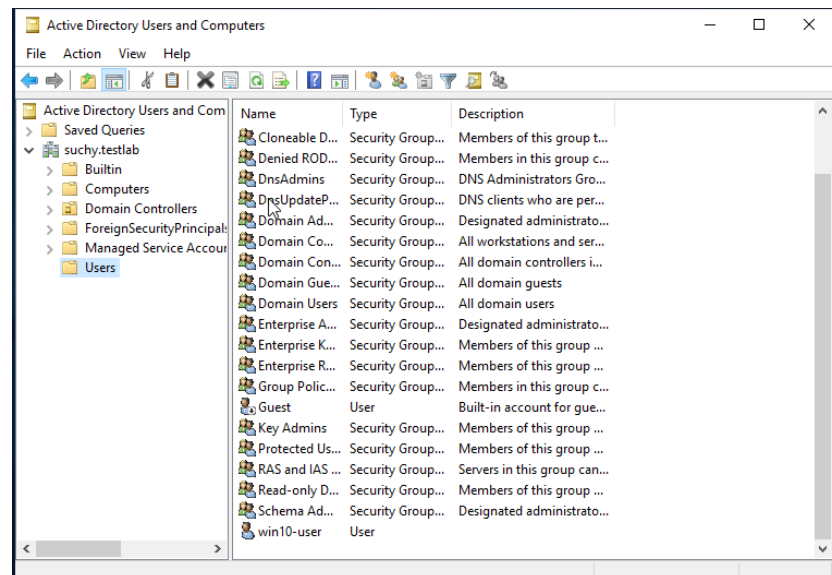 Active Directory Users and Computers
File Action View Help
Active Directory Users and Com
Saved Queries
suchy.testlab
Builtin
Computers
Domain Controllers
ForeignSecurityPrincipals
Managed Service Accour
Users
Name Type Description
Cloneable D... Security Group... Members of this group t...
Denied ROD... Security Group... Members in this group c...
DnsAdmins Security Group... DNS Administrators Gro...
DnsUpdateP... Security Group... DNS clients who are per...
Domain Ad... Security Group... Designated administrato...
Domain Co... Security Group... All workstations and ser...
Domain Con... Security Group... All domain controllers i...
Domain Gue... Security Group... All domain guests
Domain Users Security Group... All domain users
Enterprise A... Security Group... Designated administrato...
Enterprise K... Security Group... Members of this group ...
Enterprise R... Security Group... Members of this group ...
Group Polic... Security Group... Members in this group c...
Guest User Built-in account for gue...
Key Admins Security Group... Members of this group ...
Protected Us... Security Group... Members of this group ...
RAS and IAS ... Security Group... Servers in this group can...
Read-only D... Security Group... Members of this group ...
Schema Ad... Security Group... Designated administrato...
win10-user User